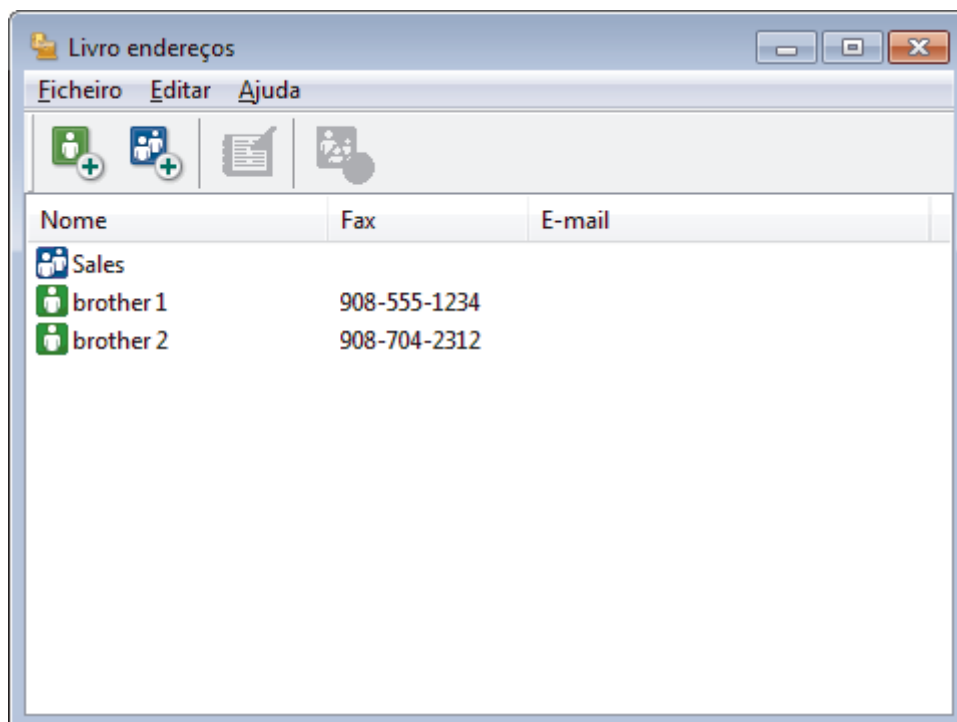 Livro endereços
Ficheiro Editar Ajuda
Nome Fax E-mail
Sales
brother 1 908-555-1234
brother 2 908-704-2312